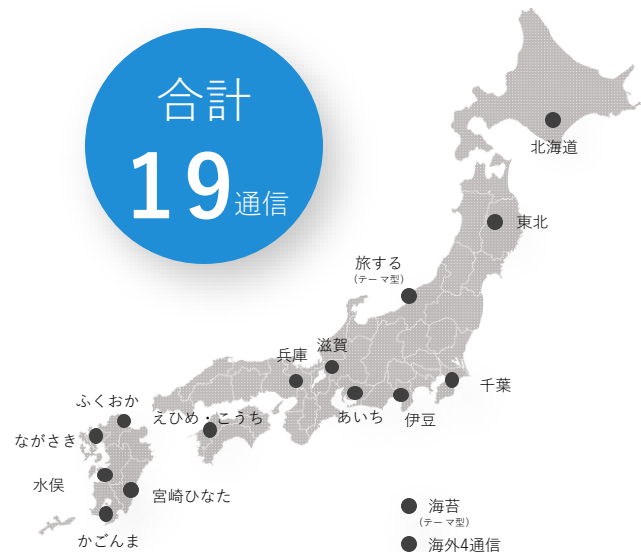 合計
19通信
北海道
東北
旅する
(テーマ型)
滋賀
兵庫
千葉
ふくおか
えひめ・こうち
あいち
伊豆
ながさき
水俣
宮崎ひなた
かごんま
海苔
(テーマ型)
海外4通信